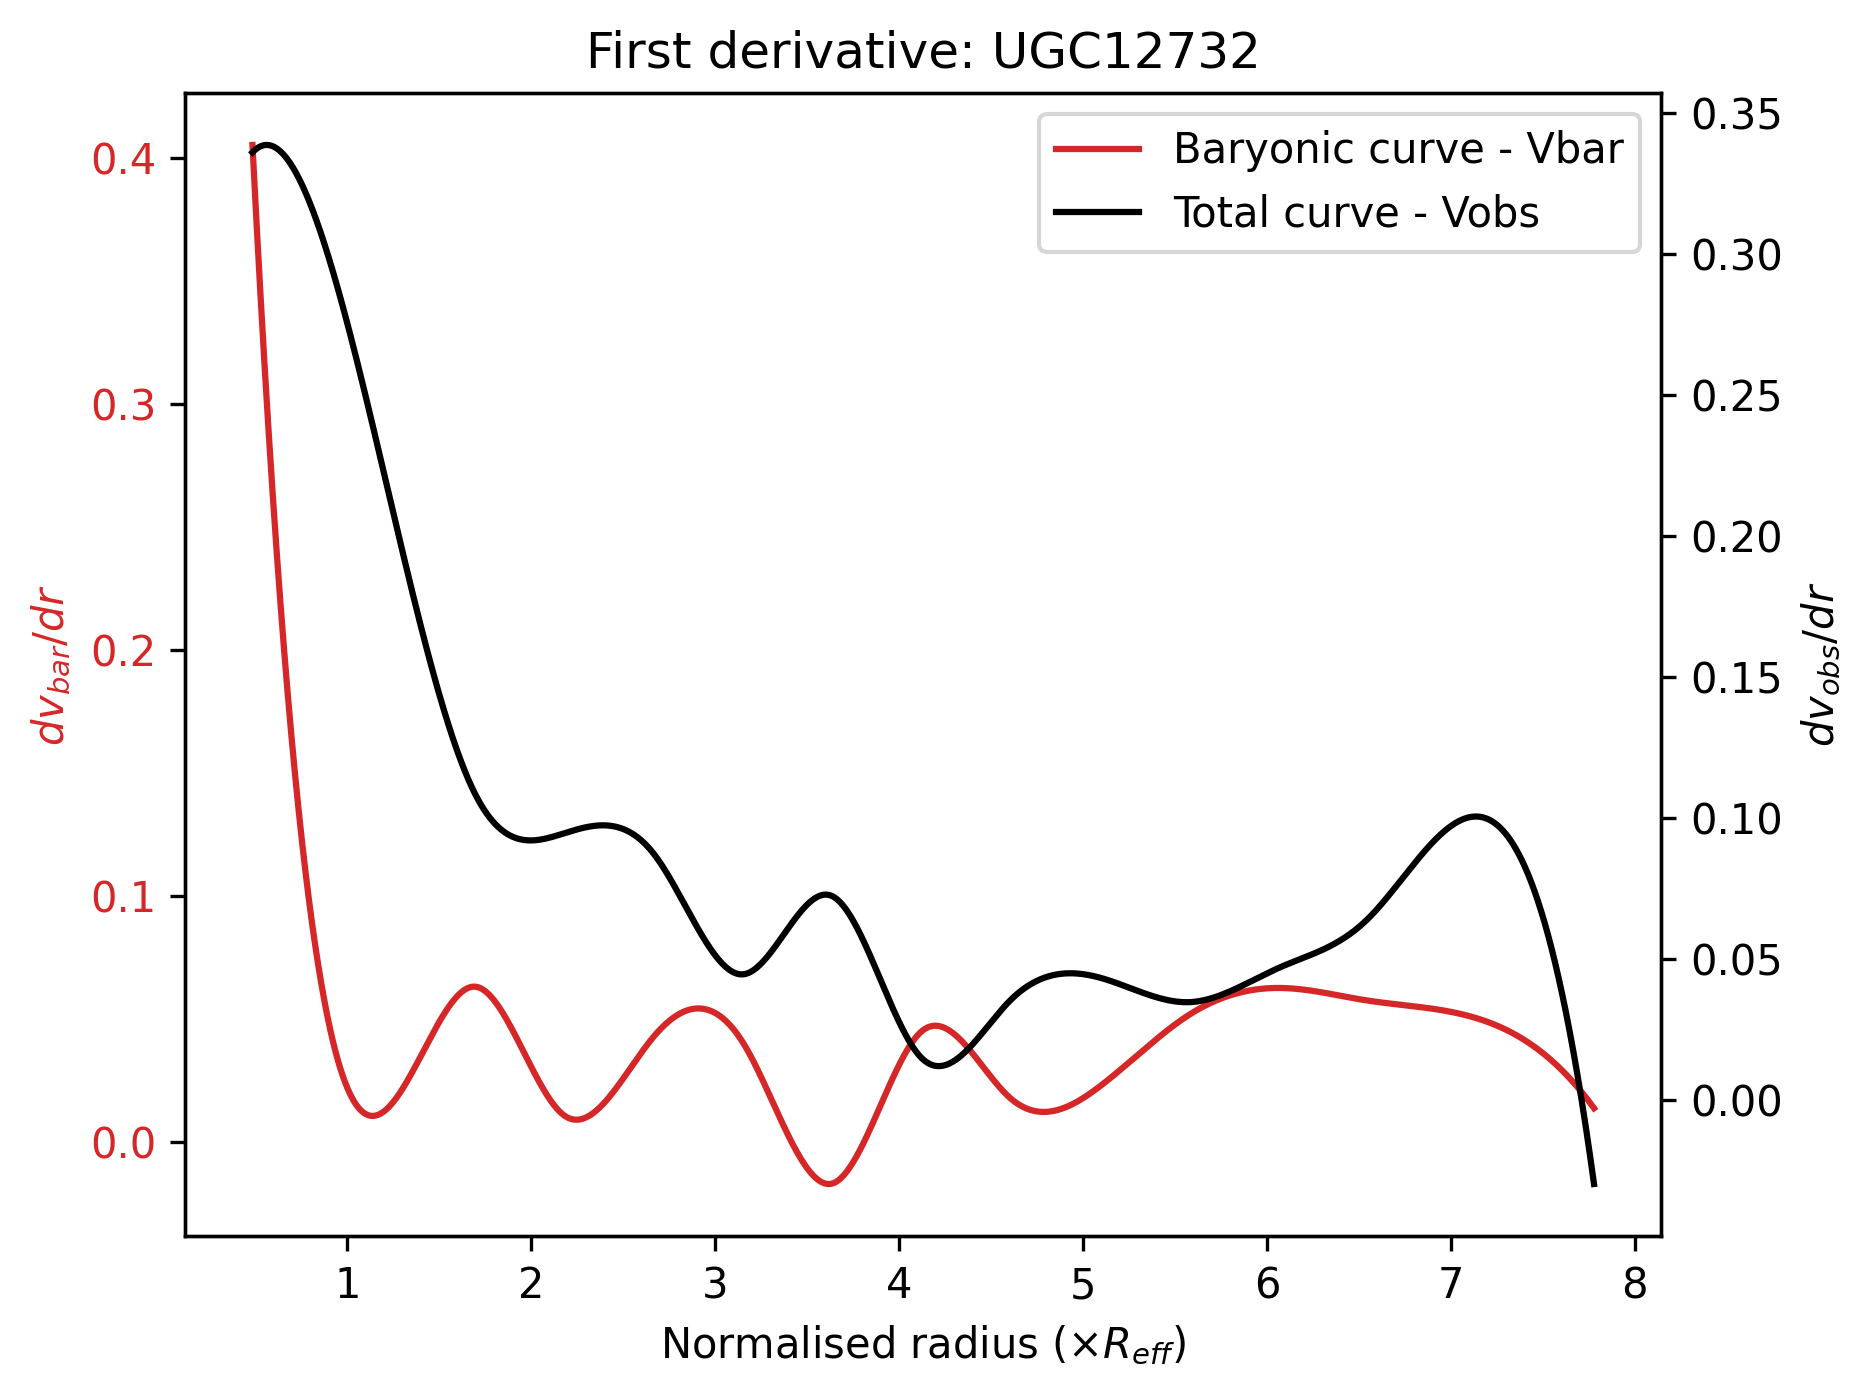 First derivative: UGC12732
Baryonic curve - Vbar
Total curve - Vobs
0.4
0.3
0.2
0.1
0.0
dv_bar/dr
0.35
0.30
0.25
0.20
0.15
0.10
0.05
0.00
dv_obs/dr
1 2 3 4 5 6 7 8
Normalised radius (×R_eff)